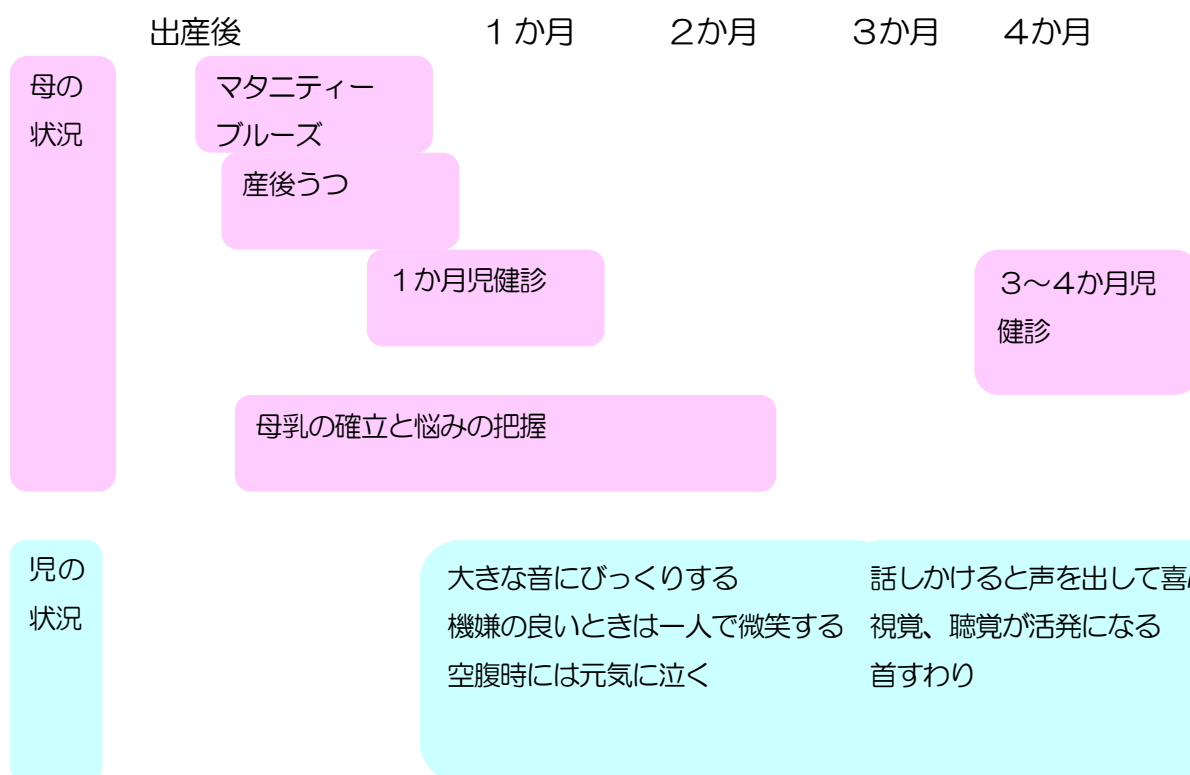 出産後 １か月 ２か月 ３か月 ４か月
母の
状況
マタニティー
ブルーズ
産後うつ
１か月児健診
３～４か月児
健診
母乳の確立と悩みの把握
児の
状況
大きな音にびっくりする
機嫌の良いときは一人で微笑する
空腹時には元気に泣く
話しかけると声を出して喜
視覚、聴覚が活発になる
首すわり